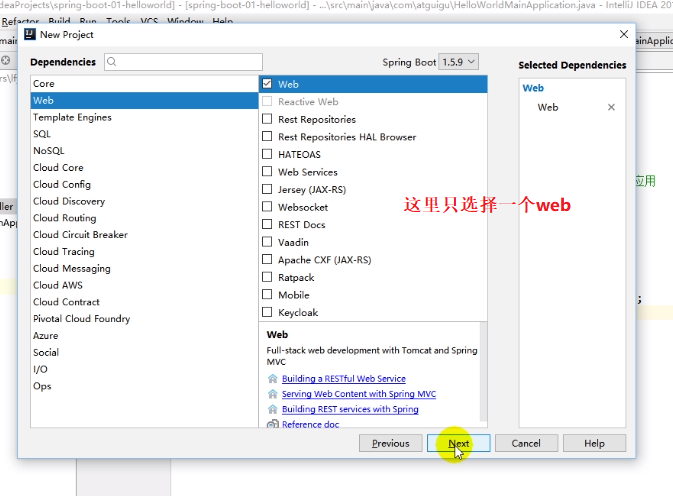 deaProjects\spring-boot-01-helloworld] - [spring-boot-01-helloworld] - ...\src\main\java\com\atguigu\HelloWorldMainApplication.java - IntelliJ IDEA 201
Refactor Build Run Tools VCS Window Help
New Project
Dependencies
Spring Boot 1.5.9
Selected Dependencies
Core
Web
Template Engines
SQL
NoSQL
Cloud Core
Cloud Config
Cloud Discovery
Cloud Routing
Cloud Circuit Breaker
Cloud Tracing
Cloud Messaging
Cloud AWS
Cloud Contract
Pivotal Cloud Foundry
Azure
Social
I/O
Ops
Web
Reactive Web
Rest Repositories
Rest Repositories HAL Browser
HATEOAS
Web Services
Jersey (JAX-RS)
Websocket
REST Docs
Vaadin
Apache CXF (JAX-RS)
Ratpack
Mobile
Keycloak
这里只选择一个web
Web
Full-stack web development with Tomcat and Spring
MVC
Building a RESTful Web Service
Serving Web Content with Spring MVC
Building REST services with Spring
Reference doc
Web
Web
应用
;
Previous
Next
Cancel
Help